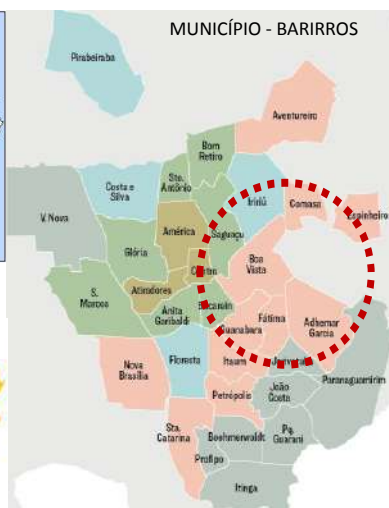 MUNICÍPIO - BARIRROS
Pirabeiraba
Aventureiro
Bom
Retiro
Sto.
Antônio
Costa e
Silva
Iririú
Comasa
Espinheiro
V. Nova
América
Saguaçu
Glória
Boa
Vista
Centro
Atiradores
S.
Marcos
Anita
Garibaldi
Bucarein
Fátima
Adhemar
Garcia
Guanabara
Nova
Brasília
Floresta
Itaum
Jarivatuba
Paranaguamirim
João
Costa
Petrópolis
Sta.
Catarina
Boehmerwaldt
Pq.
Guarani
Profipo
Itinga